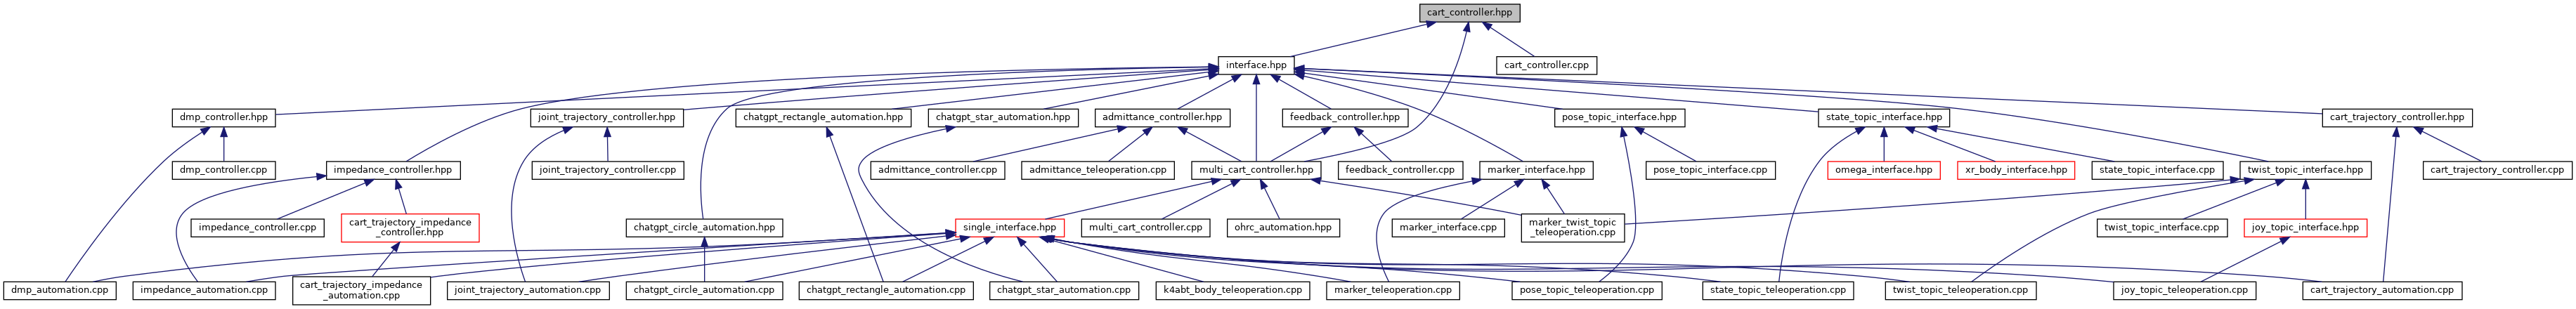 cart_controller.hpp
interface.hpp
cart_controller.cpp
dmp_controller.hpp
joint_trajectory_controller.hpp
chatgpt_rectangle_automation.hpp
chatgpt_star_automation.hpp
admittance_controller.hpp
feedback_controller.hpp
pose_topic_interface.hpp
state_topic_interface.hpp
cart_trajectory_controller.hpp
dmp_controller.cpp
impedance_controller.hpp
joint_trajectory_controller.cpp
admittance_controller.cpp
admittance_teleoperation.cpp
multi_cart_controller.hpp
feedback_controller.cpp
marker_interface.hpp
pose_topic_interface.cpp
omega_interface.hpp
xr_body_interface.hpp
state_topic_interface.cpp
twist_topic_interface.hpp
cart_trajectory_controller.cpp
impedance_controller.cpp
cart_trajectory_impedance
_controller.hpp
chatgpt_circle_automation.hpp
single_interface.hpp
multi_cart_controller.cpp
ohrc_automation.hpp
marker_interface.cpp
marker_twist_topic
_teleoperation.cpp
twist_topic_interface.cpp
joy_topic_interface.hpp
dmp_automation.cpp
impedance_automation.cpp
cart_trajectory_impedance
_automation.cpp
joint_trajectory_automation.cpp
chatgpt_circle_automation.cpp
chatgpt_rectangle_automation.cpp
chatgpt_star_automation.cpp
k4abt_body_teleoperation.cpp
marker_teleoperation.cpp
pose_topic_teleoperation.cpp
state_topic_teleoperation.cpp
twist_topic_teleoperation.cpp
joy_topic_teleoperation.cpp
cart_trajectory_automation.cpp